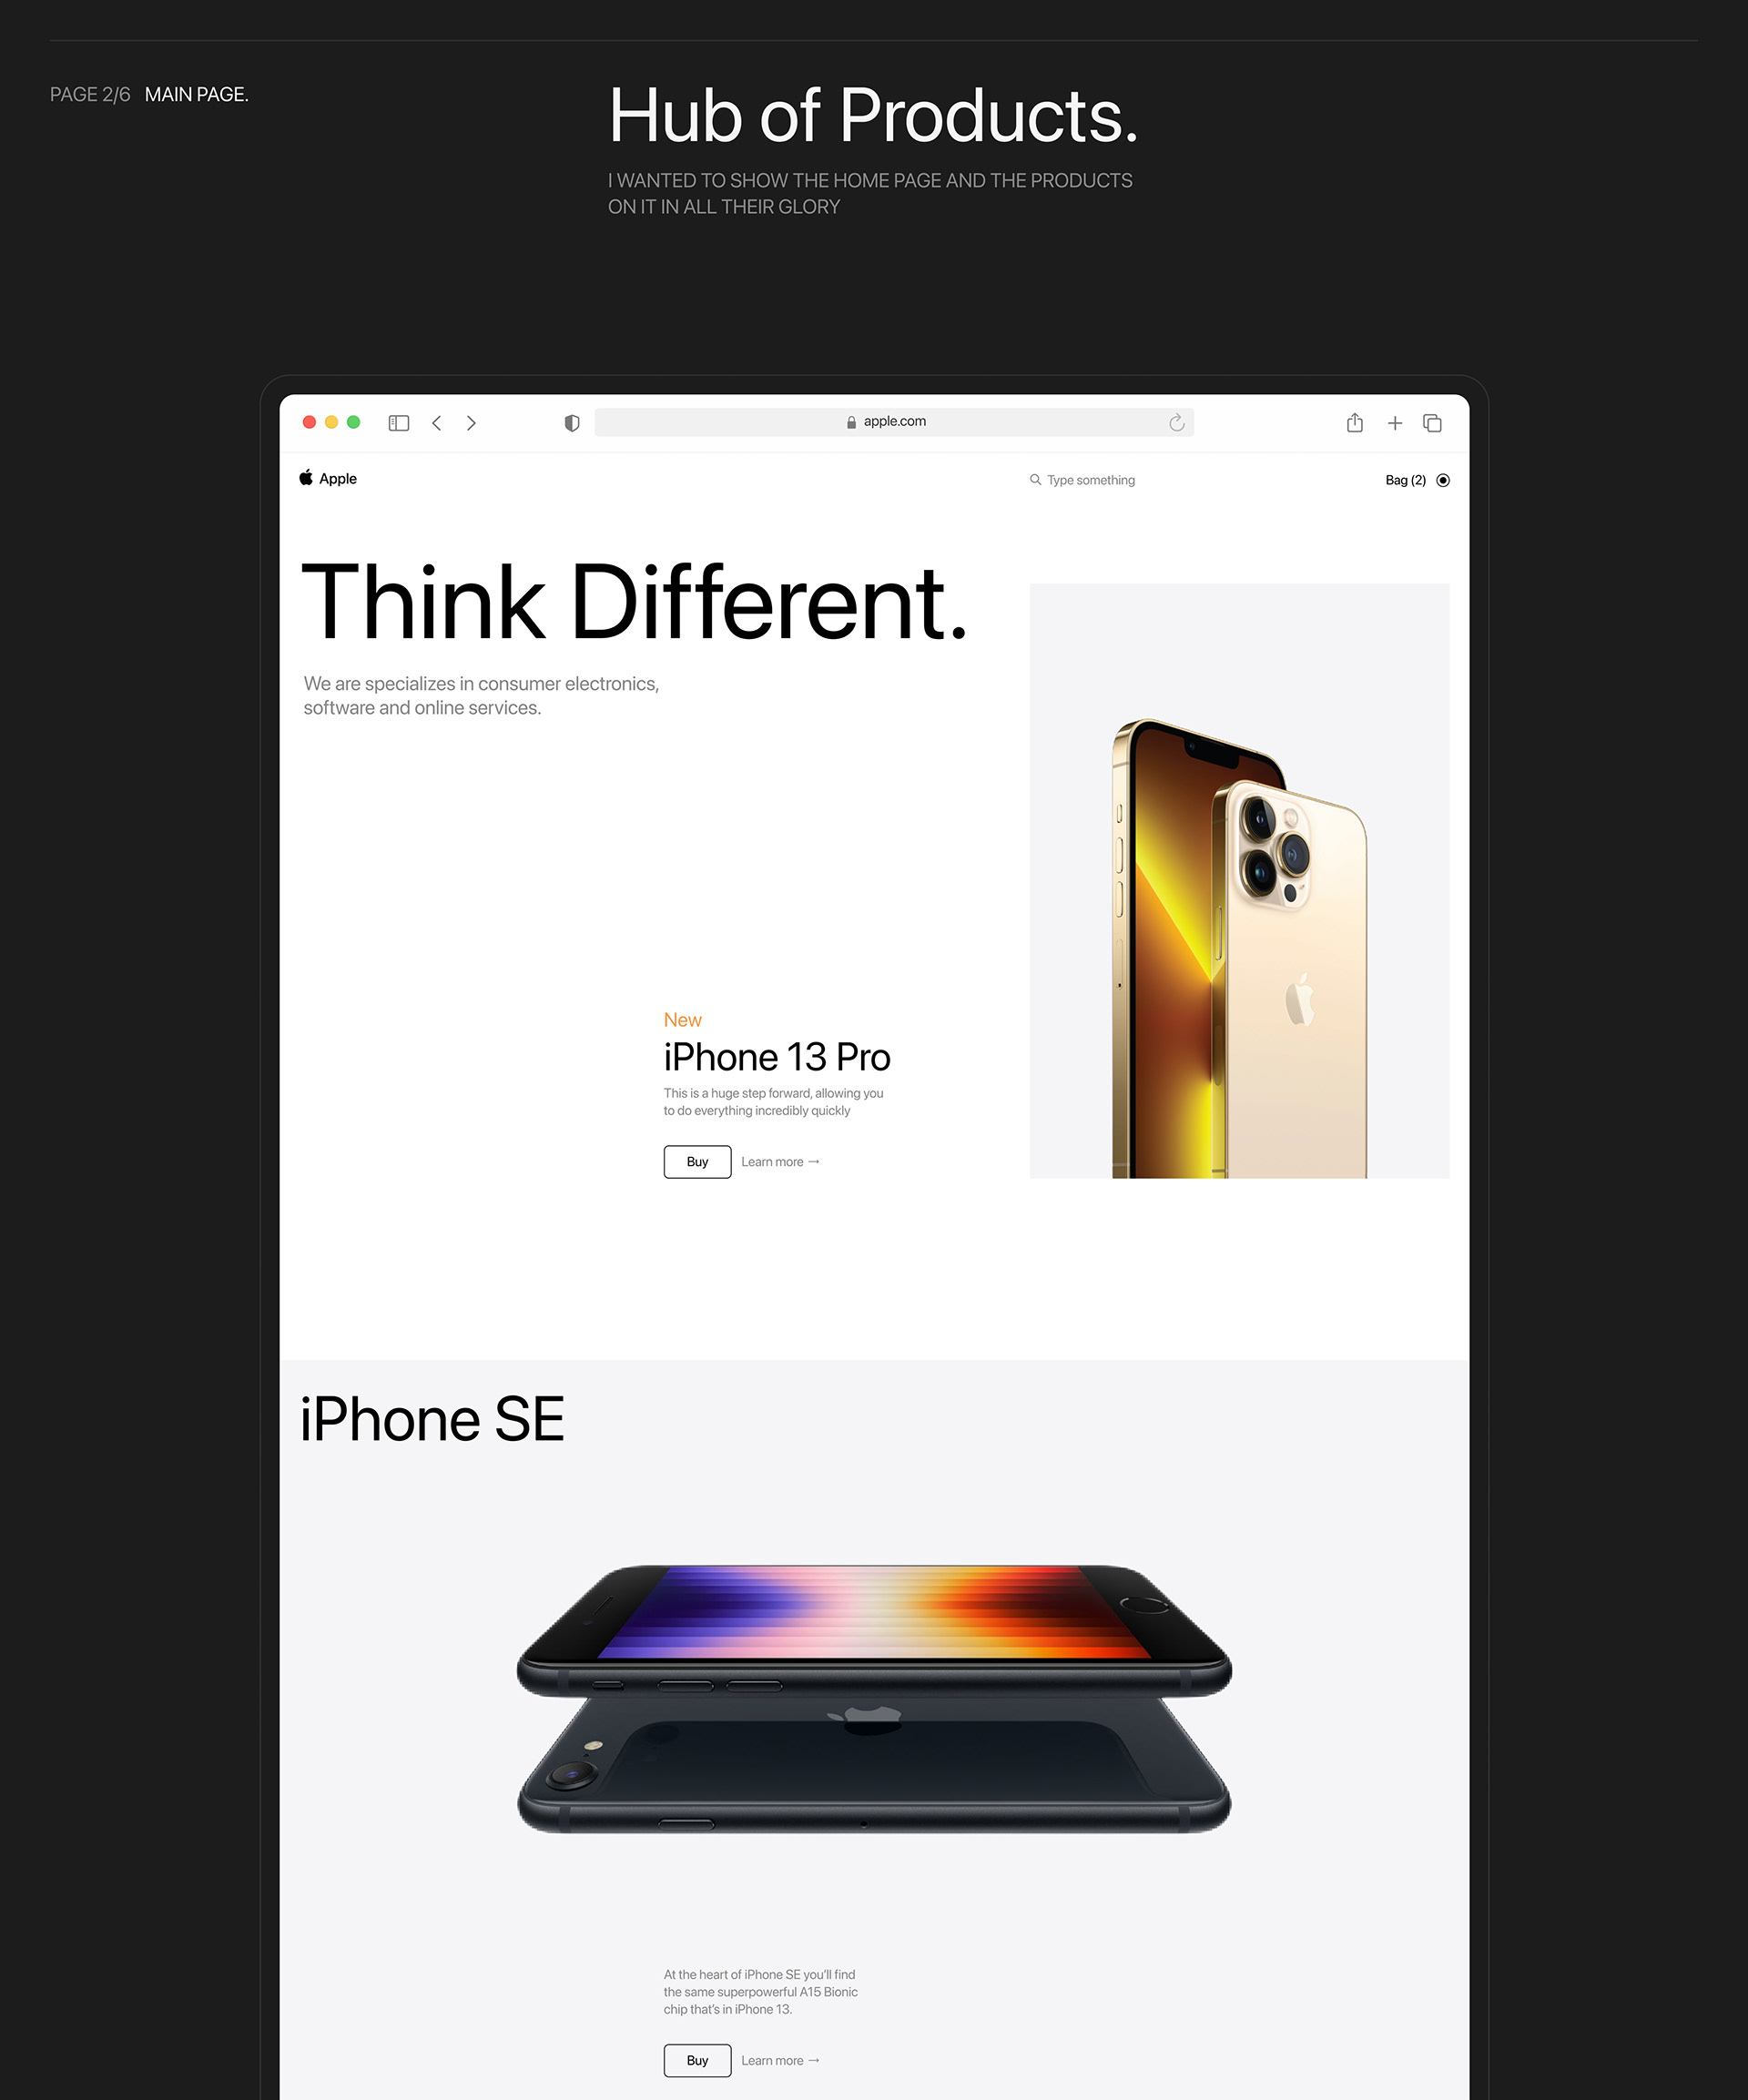 PAGE 2/6 MAIN PAGE.
Hub of Products.
I WANTED TO SHOW THE HOME PAGE AND THE PRODUCTS
ON IT IN ALL THEIR GLORY
apple.com
Apple
Type something
Bag (2)
Think Different.
We are specializes in consumer electronics,
software and online services.
New
iPhone 13 Pro
This is a huge step forward, allowing you
to do everything incredibly quickly
Buy
Learn more →
iPhone SE
At the heart of iPhone SE you'll find
the same superpowerful A15 Bionic
chip that's in iPhone 13.
Buy
Learn more →